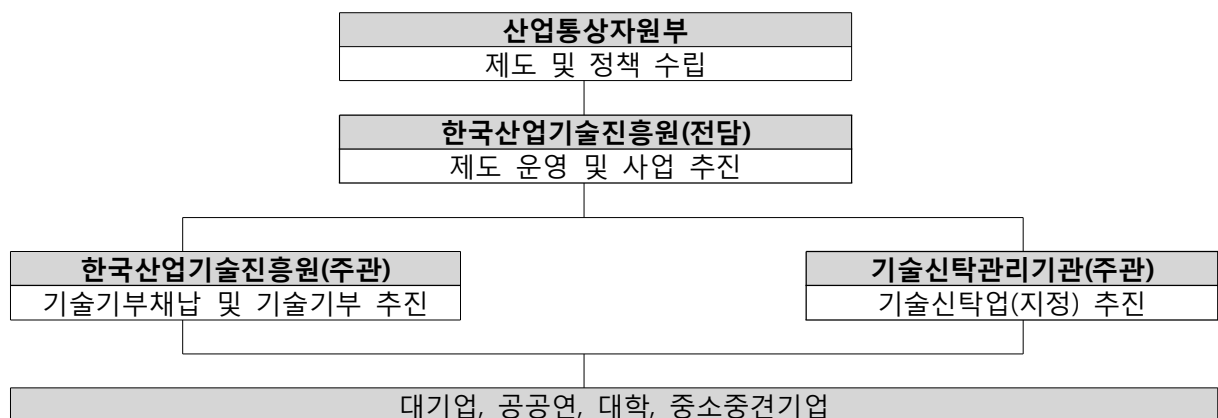 산업통상자원부
제도 및 정책 수립
한국산업기술진흥원(전담)
제도 운영 및 사업 추진
한국산업기술진흥원(주관)
기술기부채납 및 기술기부 추진
기술신탁관리기관(주관)
기술신탁업(지정) 추진
대기업, 공공연, 대학, 중소중견기업